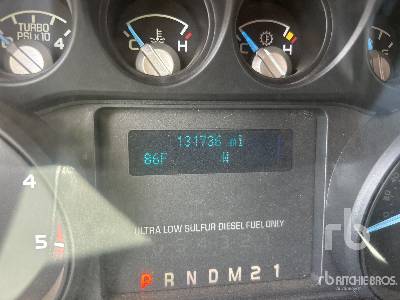 TURBO
PSI x 10
4
C H
C H
131736 mi
86F W
ULTRA LOW SULFUR DIESEL FUEL ONLY
4
5
P R N D M 2 1
rb
RITCHIE BROS.